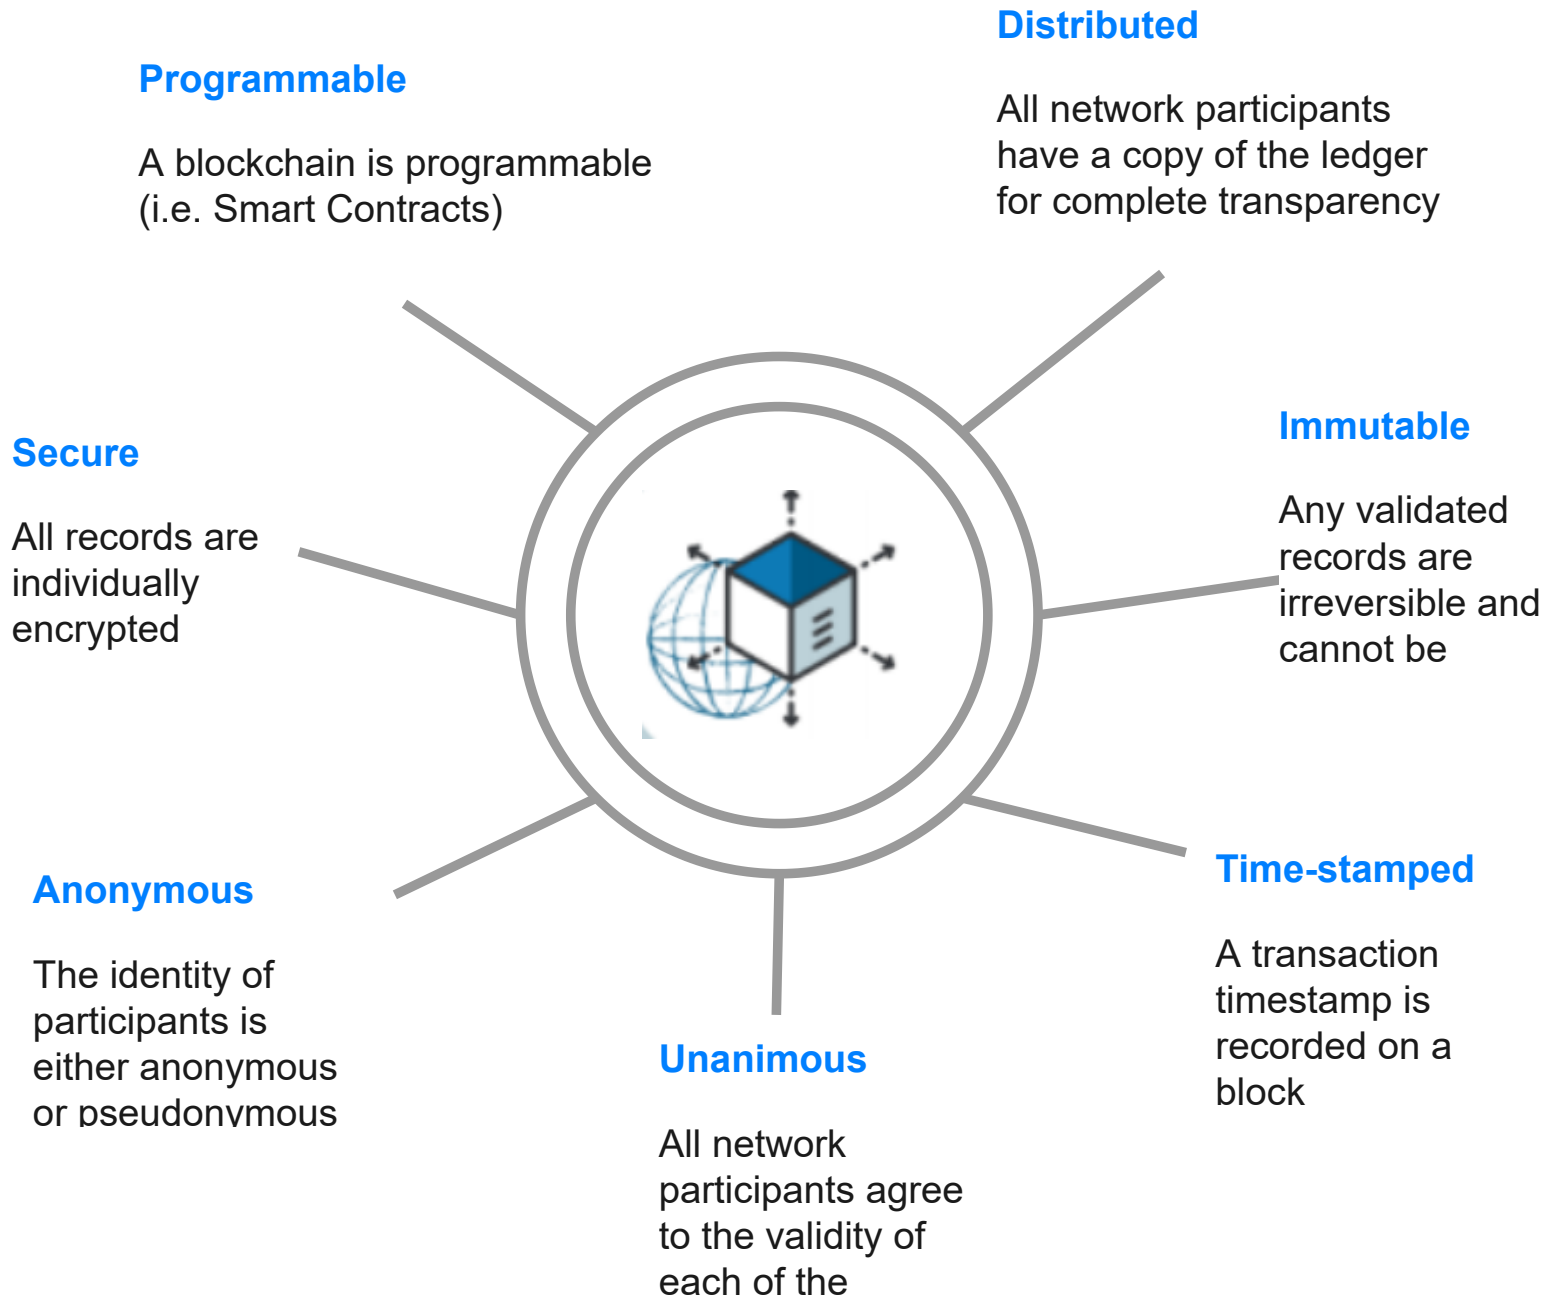 Distributed
All network participants
have a copy of the ledger
for complete transparency
Programmable
A blockchain is programmable
(i.e. Smart Contracts)
Immutable
Any validated
records are
irreversible and
cannot be
Secure
All records are
individually
encrypted
Time-stamped
A transaction
timestamp is
recorded on a
block
Anonymous
The identity of
participants is
either anonymous
or pseudonymous
Unanimous
All network
participants agree
to the validity of
each of the